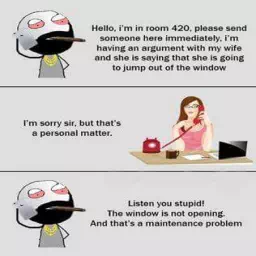 Hello, i'm in room 420, please send
someone here immediately, i'm
having an argument with my wife
and she is saying that she is going
to jump out of the window
I'm sorry sir, but that's
a personal matter.
Listen you stupid!
The window is not opening.
And that's a maintenance problem